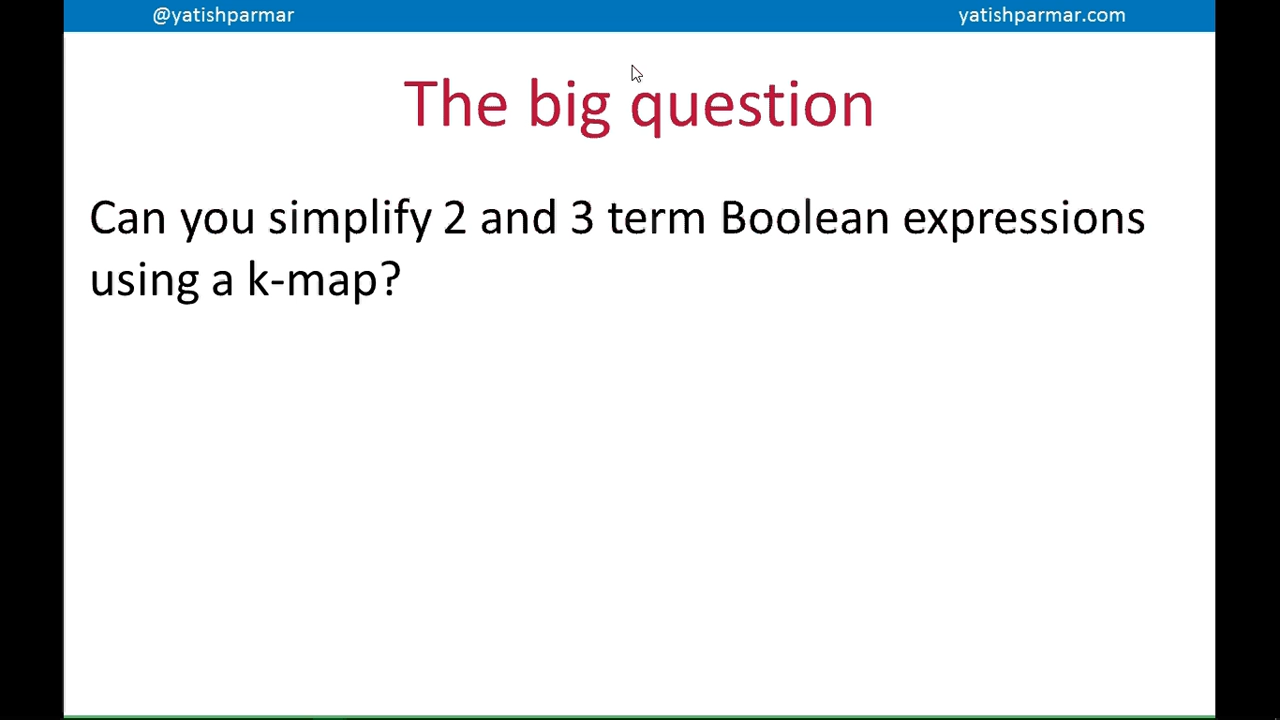 @yatishparmar yatishparmar.com
The big question
Can you simplify 2 and 3 term Boolean expressions
using a k-map?